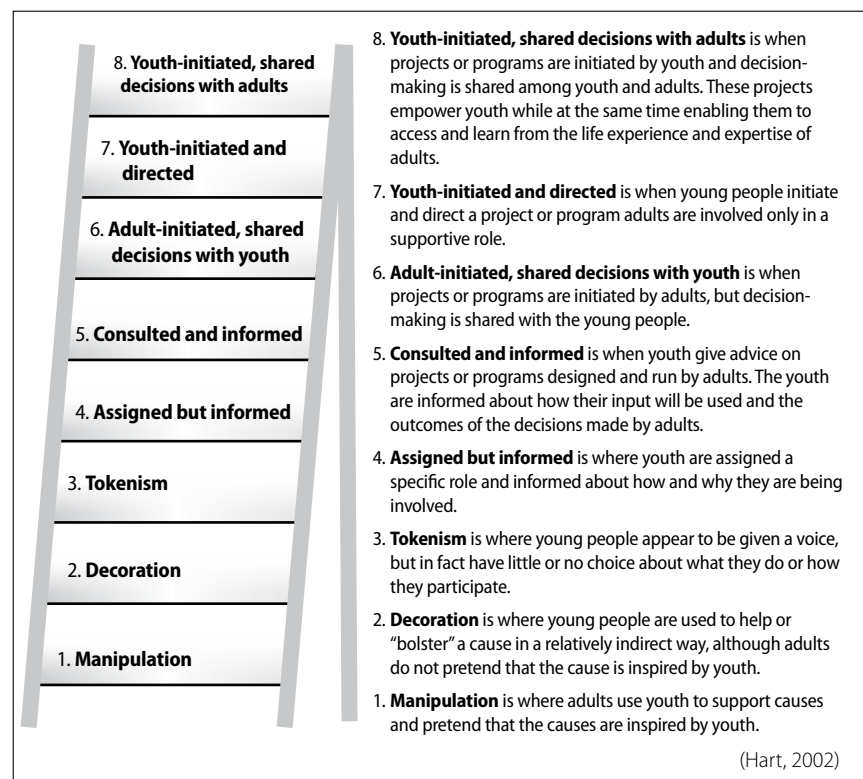 8. Youth-initiated, shared
decisions with adults
7. Youth-initiated and
directed
6. Adult-initiated, shared
decisions with youth
5. Consulted and informed
4. Assigned but informed
3. Tokenism
2. Decoration
1. Manipulation
8. Youth-initiated, shared decisions with adults is when
projects or programs are initiated by youth and decision-
making is shared among youth and adults. These projects
empower youth while at the same time enabling them to
access and learn from the life experience and expertise of
adults.
7. Youth-initiated and directed is when young people initiate
and direct a project or program adults are involved only in a
supportive role.
6. Adult-initiated, shared decisions with youth is when
projects or programs are initiated by adults, but decision-
making is shared with the young people.
5. Consulted and informed is when youth give advice on
projects or programs designed and run by adults. The youth
are informed about how their input will be used and the
outcomes of the decisions made by adults.
4. Assigned but informed is where youth are assigned a
specific role and informed about how and why they are being
involved.
3. Tokenism is where young people appear to be given a voice,
but in fact have little or no choice about what they do or how
they participate.
2. Decoration is where young people are used to help or
“bolster” a cause in a relatively indirect way, although adults
do not pretend that the cause is inspired by youth.
1. Manipulation is where adults use youth to support causes
and pretend that the causes are inspired by youth.
(Hart, 2002)